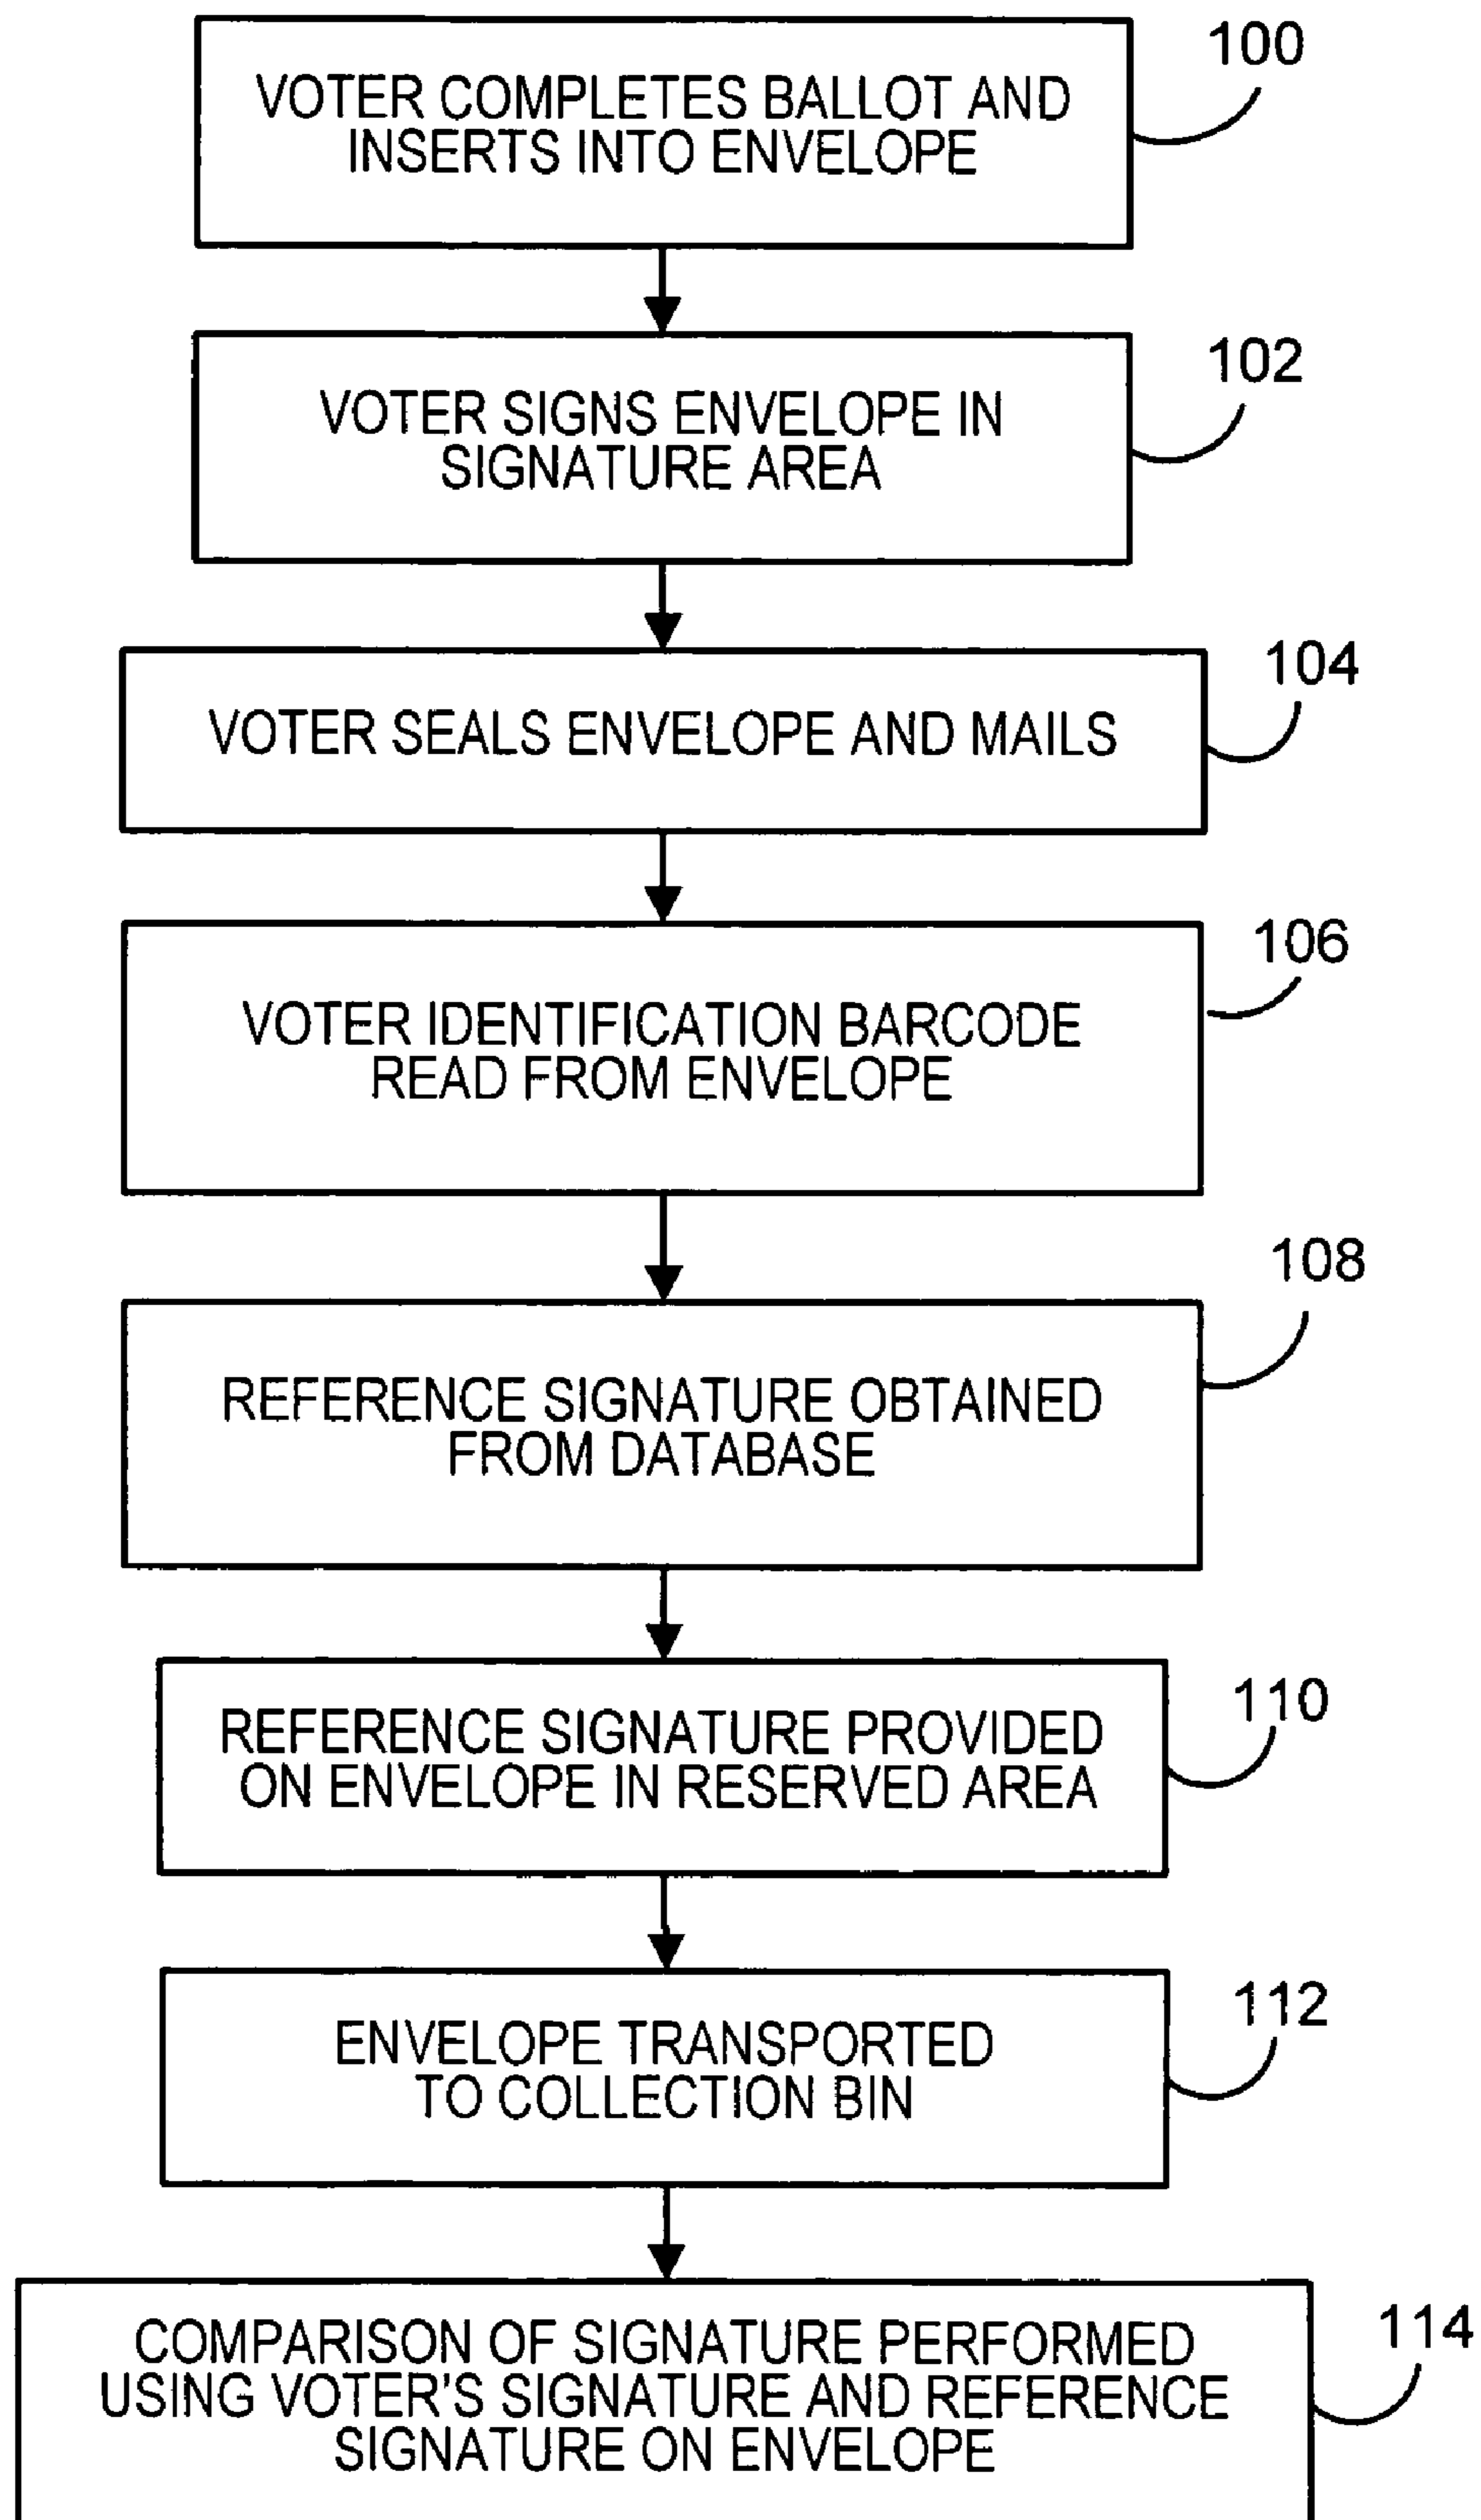 100
VOTER COMPLETES BALLOT AND
INSERTS INTO ENVELOPE
102
VOTER SIGNS ENVELOPE IN
SIGNATURE AREA
104
VOTER SEALS ENVELOPE AND MAILS
106
VOTER IDENTIFICATION BARCODE
READ FROM ENVELOPE
108
REFERENCE SIGNATURE OBTAINED
FROM DATABASE
110
REFERENCE SIGNATURE PROVIDED
ON ENVELOPE IN RESERVED AREA
112
ENVELOPE TRANSPORTED
TO COLLECTION BIN
114
COMPARISON OF SIGNATURE PERFORMED
USING VOTER'S SIGNATURE AND REFERENCE
SIGNATURE ON ENVELOPE